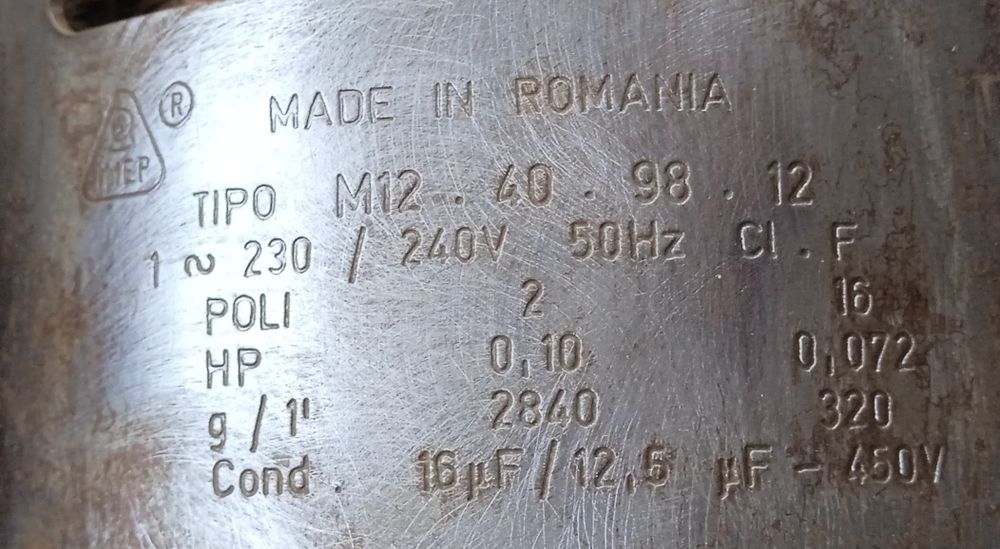 ®
MADE IN ROMANIA
TIPO M12 . 40 . 98 . 12
1 ~ 230 / 240V 50Hz Cl . F
POLI 2 16
HP 0,10 0,072
g / 1' 2840 320
Cond . 16µF / 12,5 µF - 450V